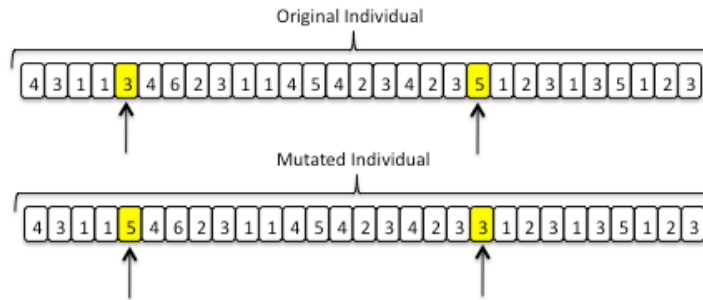 Original Individual
4 3 1 1 3 4 6 2 3 1 1 4 5 4 2 3 4 2 3 5 1 2 3 1 3 5 1 2 3
Mutated Individual
4 3 1 1 5 4 6 2 3 1 1 4 5 4 2 3 4 2 3 3 1 2 3 1 3 5 1 2 3